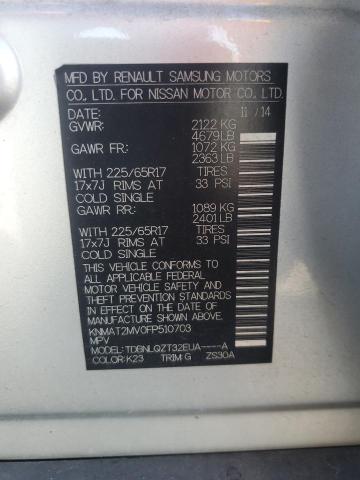 MFD BY RENAULT SAMSUNG MOTORS
CO. LTD. FOR NISSAN MOTOR CO. LTD.
DATE: 11/14
GVWR: 2122 KG
4679 LB
GAWR FR: 1072 KG
2363 LB
WITH 225/65R17 TIRES
17x7J RIMS AT 33 PSI
COLD SINGLE
GAWR RR: 1089 KG
2401 LB
WITH 225/65R17 TIRES
17x7J RIMS AT 33 PSI
COLD SINGLE
THIS VEHICLE CONFORMS TO
ALL APPLICABLE FEDERAL
MOTOR VEHICLE SAFETY
STANDARDS IN EFFECT ON THE
DATE OF MANUFACTURE
SHOWN ABOVE.
KNMAT2MV0FP510703
MPV
MODEL: TDBNLQZT32EUA----A
COLOR: K23 TRIM: G ZS30A